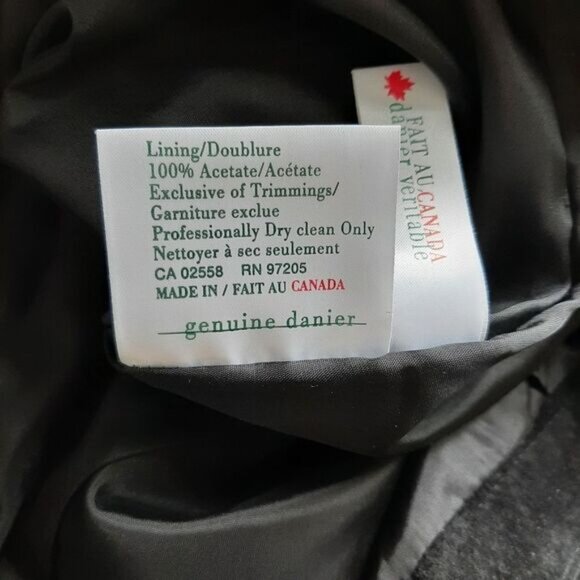 Lining/Doublure
100% Acetate/Acétate
Exclusive of Trimmings/
Garniture exclue
Professionally Dry clean Only
Nettoyer à sec seulement
CA 02558 RN 97205
MADE IN / FAIT AU CANADA
genuine danier
FAIT AU CANADA
danier véritable